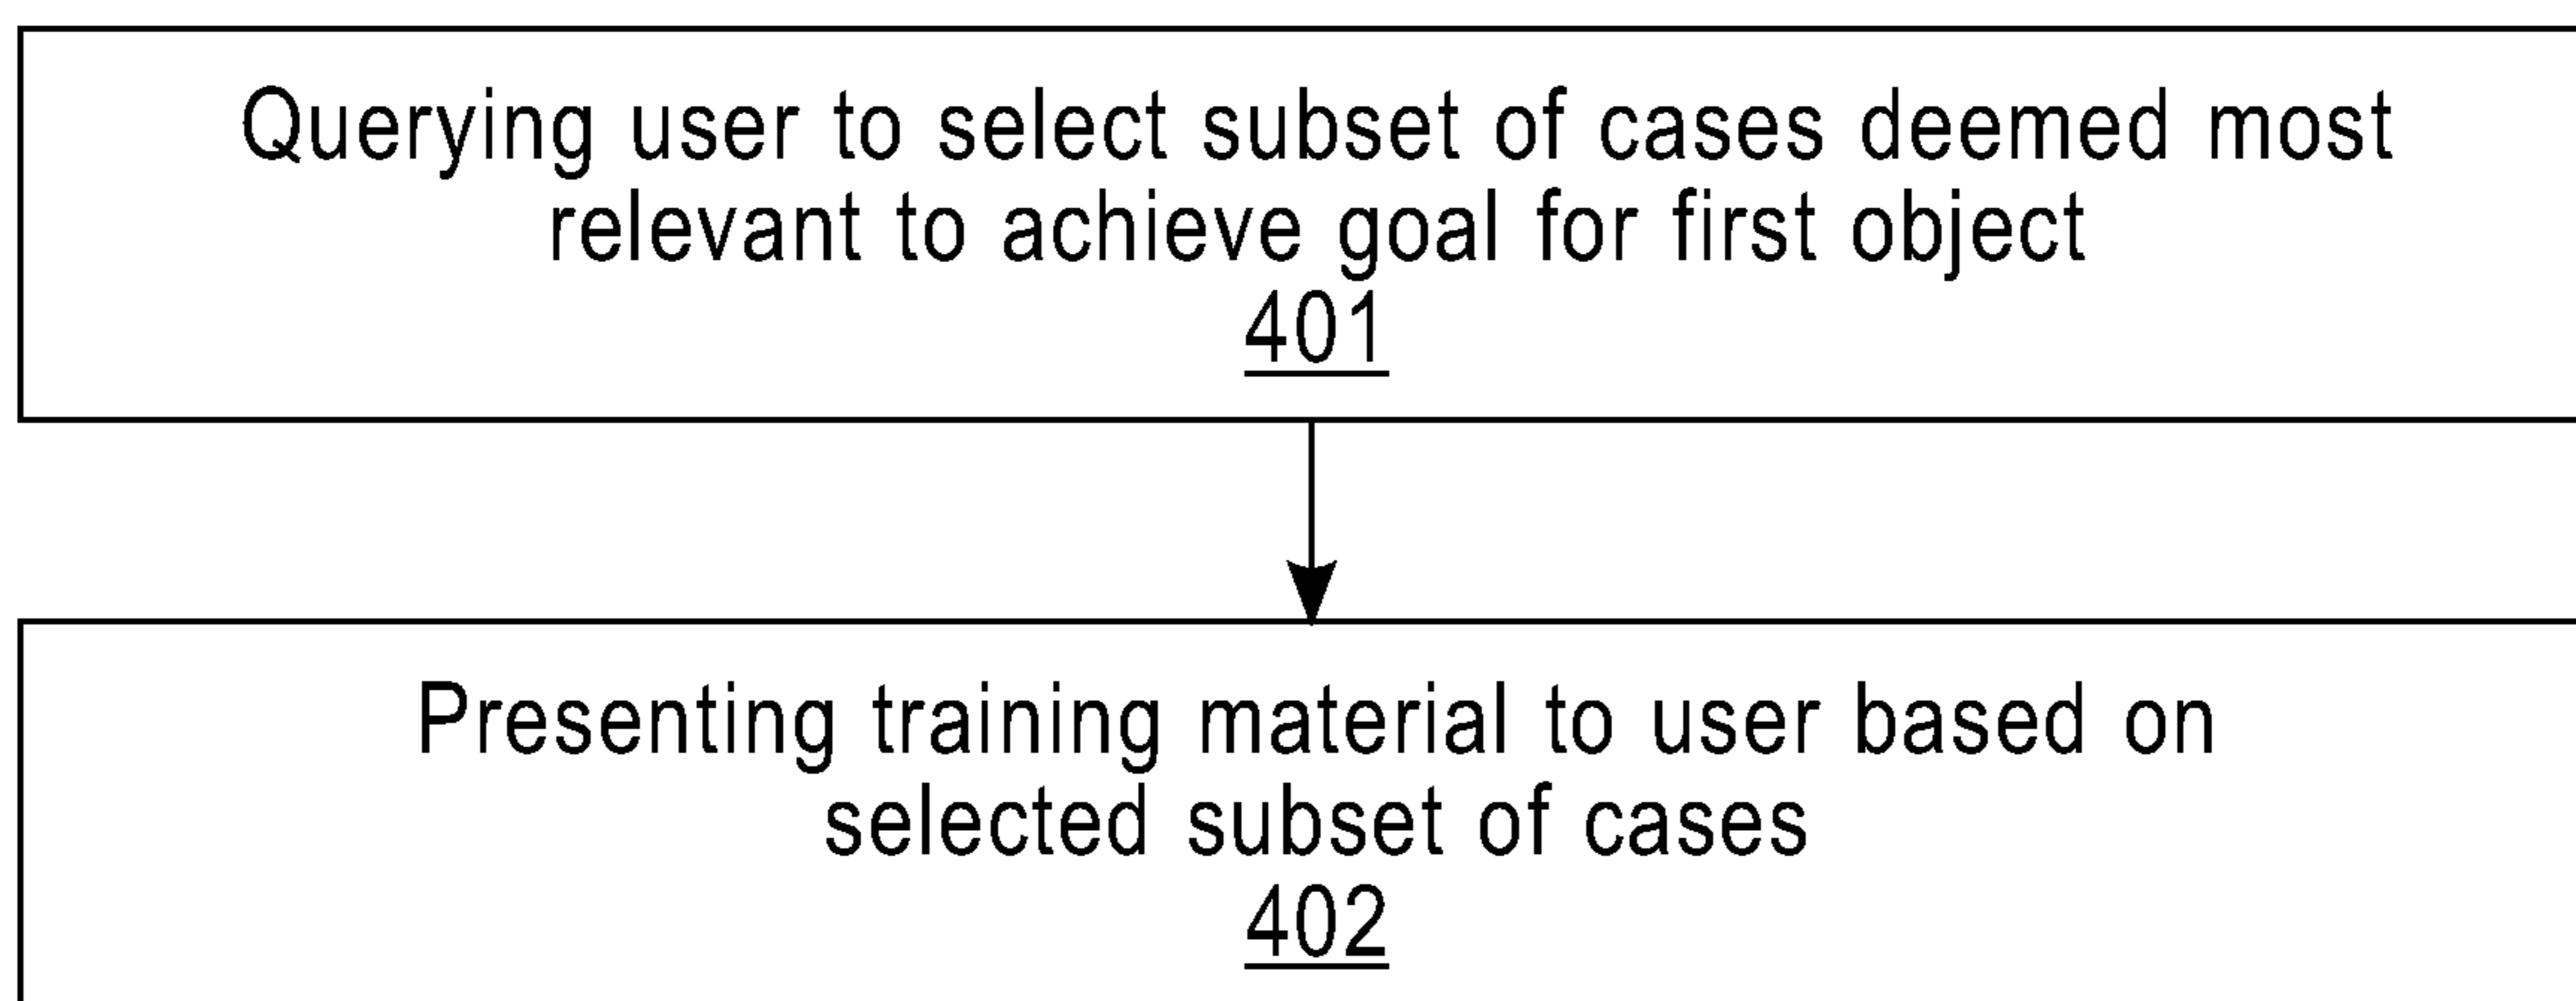 Querying user to select subset of cases deemed most
relevant to achieve goal for first object
401
Presenting training material to user based on
selected subset of cases
402